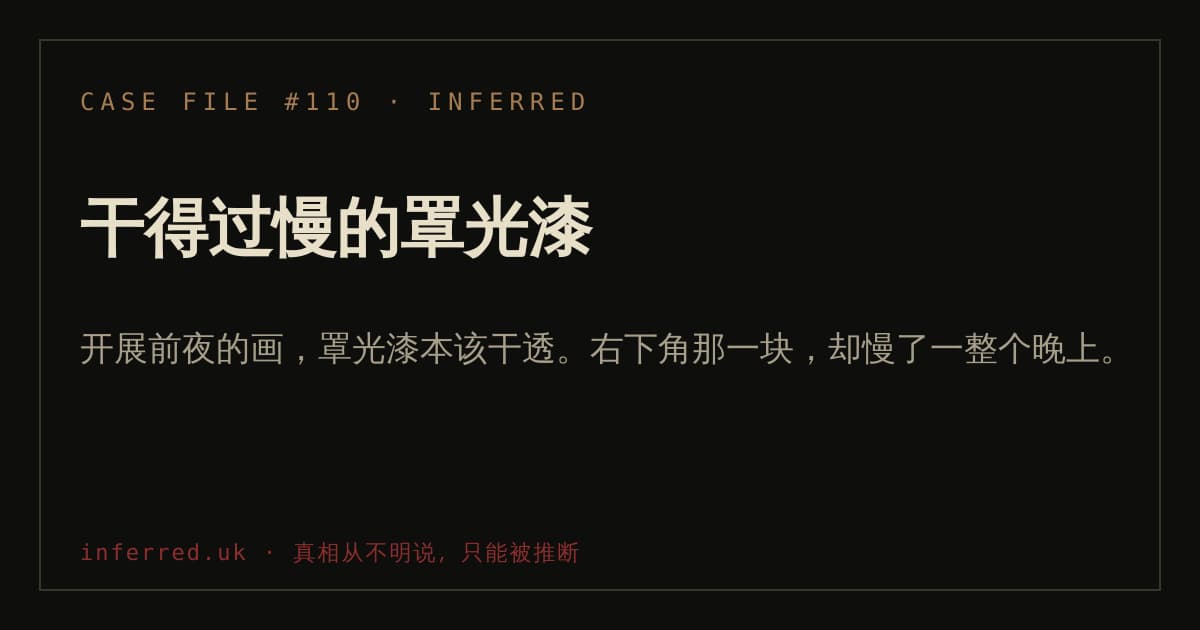 CASE FILE #110 · INFERRED
干得过慢的罩光漆
开展前夜的画，罩光漆本该干透。右下角那一块，却慢了一整个晚上。
inferred.uk · 真相从不明说，只能被推断